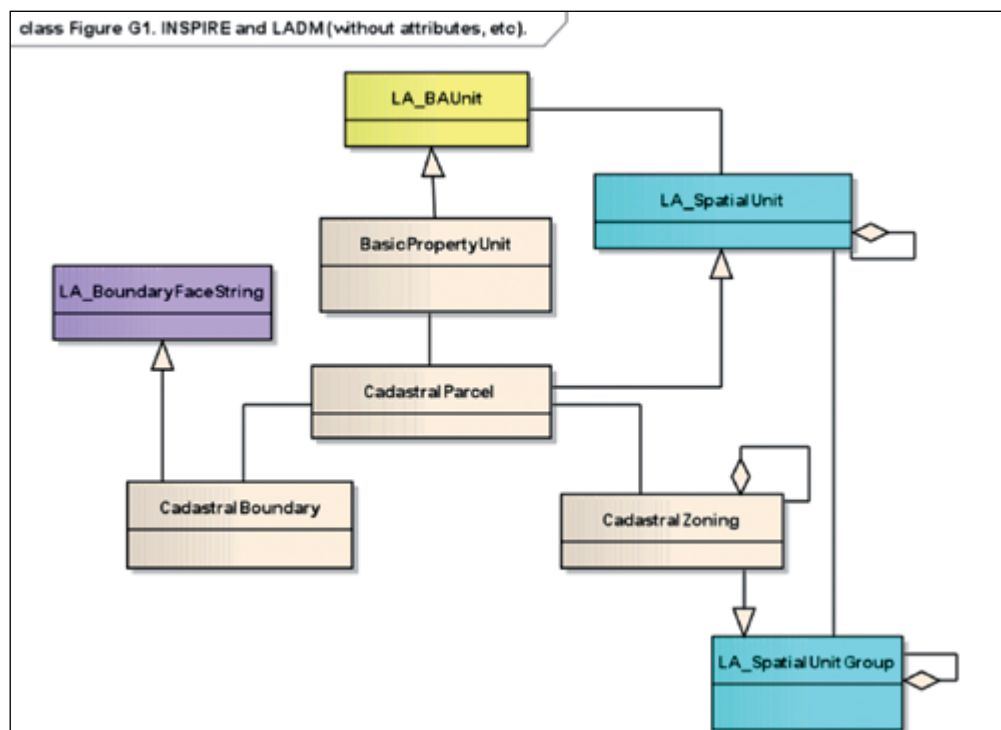 class Figure G1. INSPIRE and LADM (without attributes, etc).
LA_BAUnit
LA_SpatialUnit
BasicPropertyUnit
LA_BoundaryFaceString
CadastralParcel
CadastralBoundary
CadastralZoning
LA_SpatialUnitGroup